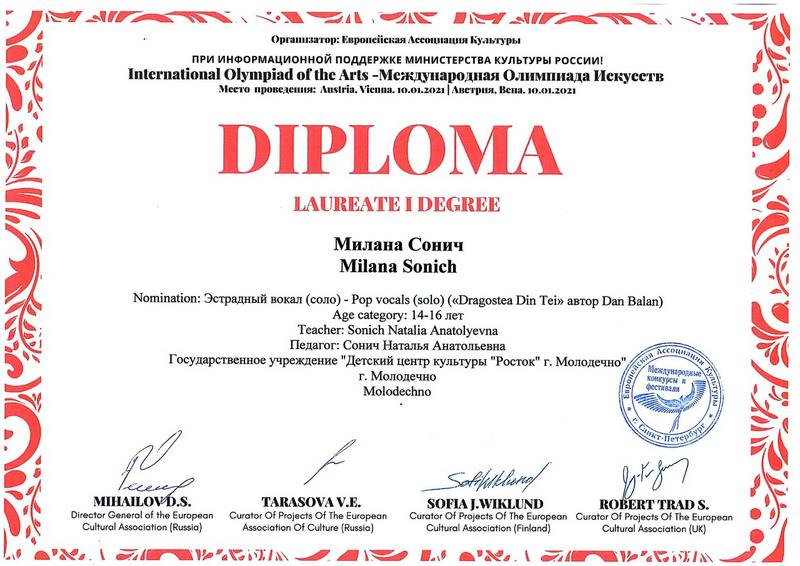 Организатор: Европейская Ассоциация Культуры
ПРИ ИНФОРМАЦИОННОЙ ПОДДЕРЖКЕ МИНИСТЕРСТВА КУЛЬТУРЫ РОССИИ!
International Olympiad of the Arts -Международная Олимпиада Искусств
Место проведения: Austria, Vienna. 10.01.2021 | Австрия, Вена. 10.01.2021
DIPLOMA
LAUREATE I DEGREE
Милана Сонич
Milana Sonich
Nomination: Эстрадный вокал (соло) - Pop vocals (solo) («Dragostea Din Tei» автор Dan Balan)
Age category: 14-16 лет
Teacher: Sonich Natalia Anatolyevna
Педагог: Сонич Наталья Анатольевна
Государственное учреждение "Детский центр культуры "Росток" г. Молодечно"
г. Молодечно
Molodechno
Европейская Ассоциация Культуры
Международные
конкурсы и
фестивали
г. Санкт-Петербург
MIHAILOV D.S.
Director General of the European
Cultural Association (Russia)
TARASOVA V.E.
Curator Of Projects Of The European
Association Of Culture (Russia)
SOFIA J.WIKLUND
Curator Of Projects Of The European
Cultural Association (Finland)
ROBERT TRAD S.
Curator Of Projects Of The European
Cultural Association (UK)